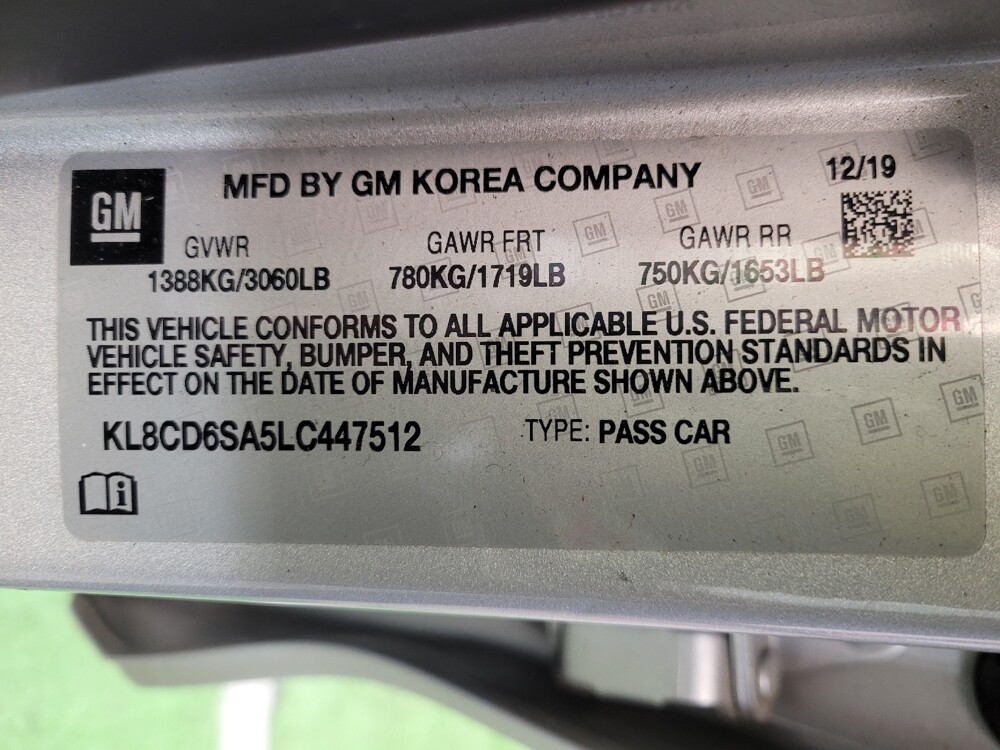 GM
MFD BY GM KOREA COMPANY
12/19
GVWR GAWR FRT GAWR RR
1388KG/3060LB 780KG/1719LB 750KG/1653LB
THIS VEHICLE CONFORMS TO ALL APPLICABLE U.S. FEDERAL MOTOR
VEHICLE SAFETY, BUMPER, AND THEFT PREVENTION STANDARDS IN
EFFECT ON THE DATE OF MANUFACTURE SHOWN ABOVE.
KL8CD6SA5LC447512 TYPE: PASS CAR